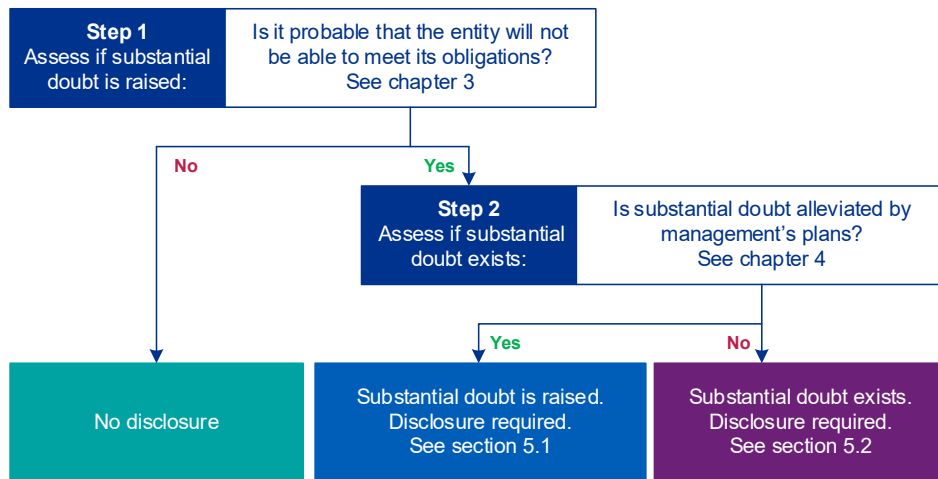 Step 1
Assess if substantial
doubt is raised:
Is it probable that the entity will not
be able to meet its obligations?
See chapter 3
No
Yes
Step 2
Assess if substantial
doubt exists:
Is substantial doubt alleviated by
management's plans?
See chapter 4
Yes
No
No disclosure
Substantial doubt is raised.
Disclosure required.
See section 5.1
Substantial doubt exists.
Disclosure required.
See section 5.2